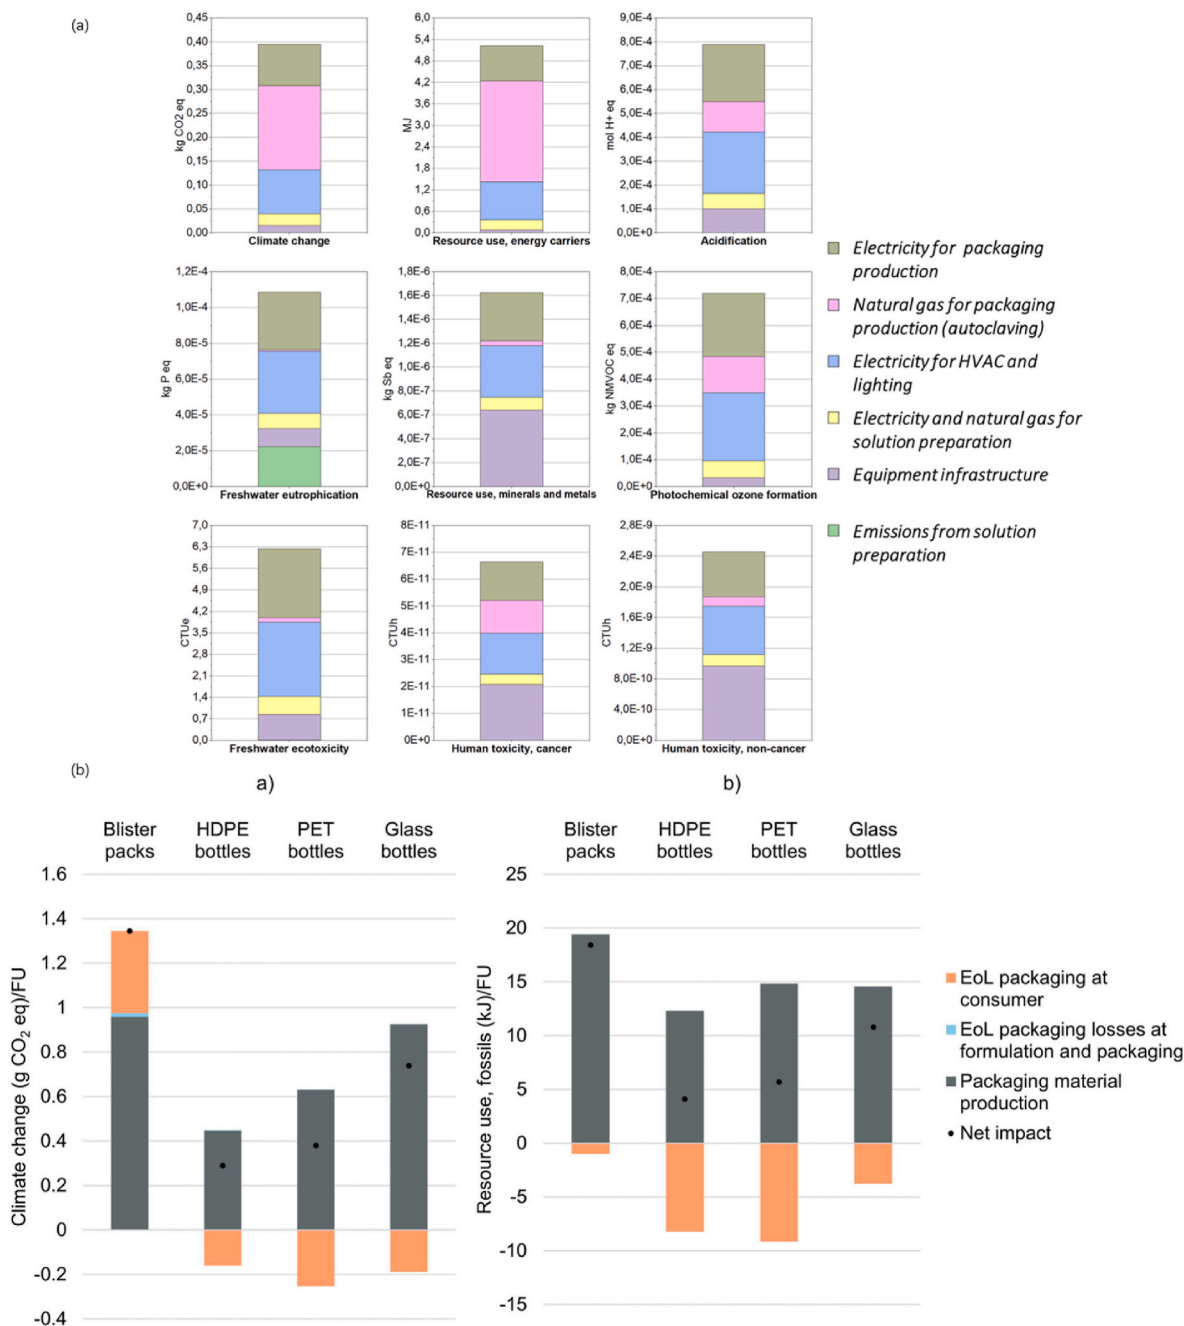 (a)
0,45
0,40
0,35
0,30
0,25
0,20
0,15
0,10
0,05
0,00
kg CO2 eq
Climate change
6,0
5,4
4,8
4,2
3,6
3,0
2,4
1,8
1,2
0,6
0,0
MJ
Resource use, energy carriers
9,0E-4
8,0E-4
7,0E-4
6,0E-4
5,0E-4
4,0E-4
3,0E-4
2,0E-4
1,0E-4
0,0E+0
mol H+ eq
Acidification
1,2E-4
1,0E-4
8,0E-5
6,0E-5
4,0E-5
2,0E-5
0,0E+0
kg P eq
Freshwater eutrophication
1,8E-6
1,6E-6
1,4E-6
1,2E-6
1,0E-6
8,0E-7
6,0E-7
4,0E-7
2,0E-7
0,0E+0
kg Sb eq
Resource use, minerals and metals
8,0E-4
7,0E-4
6,0E-4
5,0E-4
4,0E-4
3,0E-4
2,0E-4
1,0E-4
0,0E+0
kg NMVOC eq
Photochemical ozone formation
7,0
6,3
5,6
4,9
4,2
3,5
2,8
2,1
1,4
0,7
0,0
CTUe
Freshwater ecotoxicity
8E-11
7E-11
6E-11
5E-11
4E-11
3E-11
2E-11
1E-11
0E+0
CTUh
Human toxicity, cancer
2,8E-9
2,4E-9
2,0E-9
1,6E-9
1,2E-9
8,0E-10
4,0E-10
0,0E+0
CTUh
Human toxicity, non-cancer
Electricity for packaging
production
Natural gas for packaging
production (autoclaving)
Electricity for HVAC and
lighting
Electricity and natural gas for
solution preparation
Equipment infrastructure
Emissions from solution
preparation
(b)
a)
Blister
packs
HDPE
bottles
PET
bottles
Glass
bottles
1.6
1.4
1.2
1
0.8
0.6
0.4
0.2
0
-0.2
-0.4
Climate change (g CO2 eq)/FU
b)
Blister
packs
HDPE
bottles
PET
bottles
Glass
bottles
25
20
15
10
5
0
-5
-10
-15
Resource use, fossils (kJ)/FU
EoL packaging at
consumer
EoL packaging losses at
formulation and packaging
Packaging material
production
Net impact